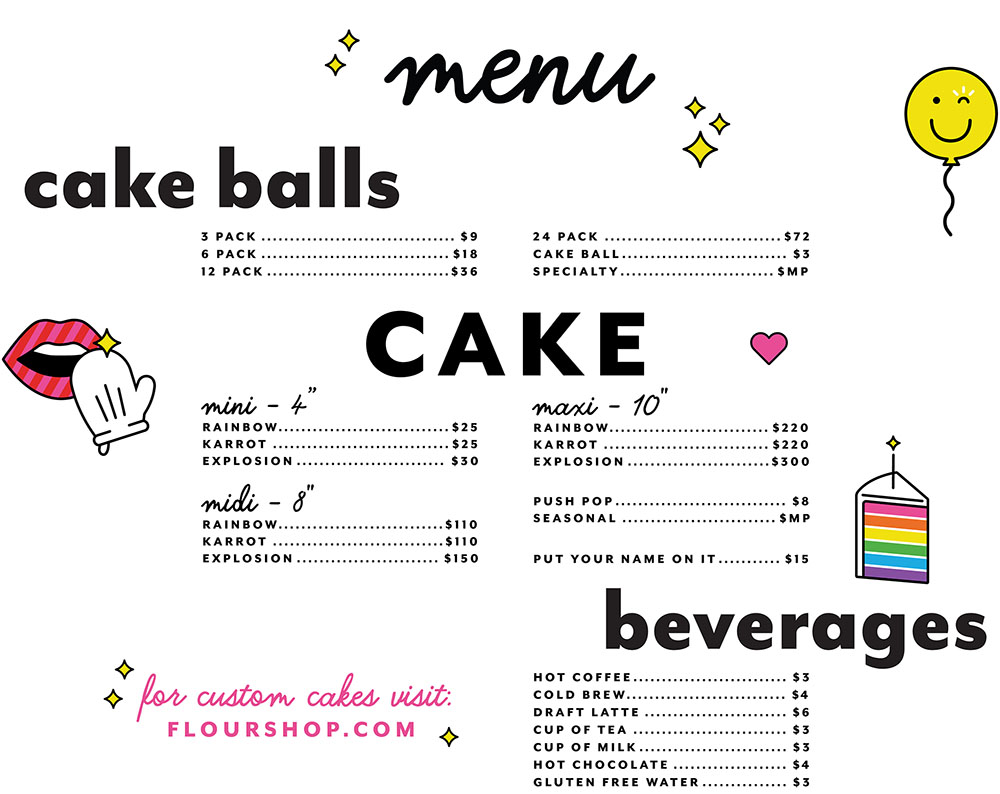 menu
cake balls
3 PACK .................................. $9
6 PACK ................................. $18
12 PACK ................................ $36
24 PACK ............................... $72
CAKE BALL ............................. $3
SPECIALTY ........................... $MP
CAKE
mini - 4"
RAINBOW .............................. $25
KARROT ............................... $25
EXPLOSION .......................... $30
midi - 8"
RAINBOW ............................. $110
KARROT .............................. $110
EXPLOSION ......................... $150
maxi - 10"
RAINBOW ............................ $220
KARROT ............................. $220
EXPLOSION ......................... $300
PUSH POP .............................. $8
SEASONAL ........................... $MP
PUT YOUR NAME ON IT ........... $15
beverages
HOT COFFEE ........................... $3
COLD BREW ............................ $4
DRAFT LATTE ......................... $6
CUP OF TEA ........................... $3
CUP OF MILK .......................... $3
HOT CHOCOLATE .................... $4
GLUTEN FREE WATER ............... $3
for custom cakes visit:
FLOURSHOP.COM